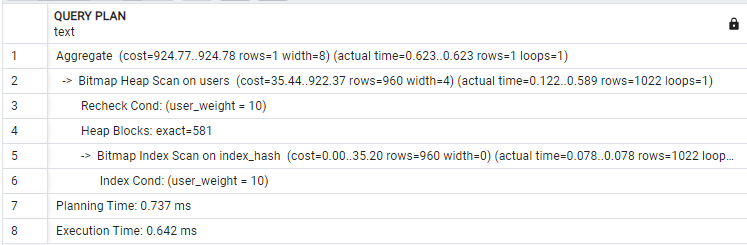 QUERY PLAN
text
1 Aggregate (cost=924.77..924.78 rows=1 width=8) (actual time=0.623..0.623 rows=1 loops=1)
2 -> Bitmap Heap Scan on users (cost=35.44..922.37 rows=960 width=4) (actual time=0.122..0.589 rows=1022 loops=1)
3 Recheck Cond: (user_weight = 10)
4 Heap Blocks: exact=581
5 -> Bitmap Index Scan on index_hash (cost=0.00..35.20 rows=960 width=0) (actual time=0.078..0.078 rows=1022 loop...
6 Index Cond: (user_weight = 10)
7 Planning Time: 0.737 ms
8 Execution Time: 0.642 ms